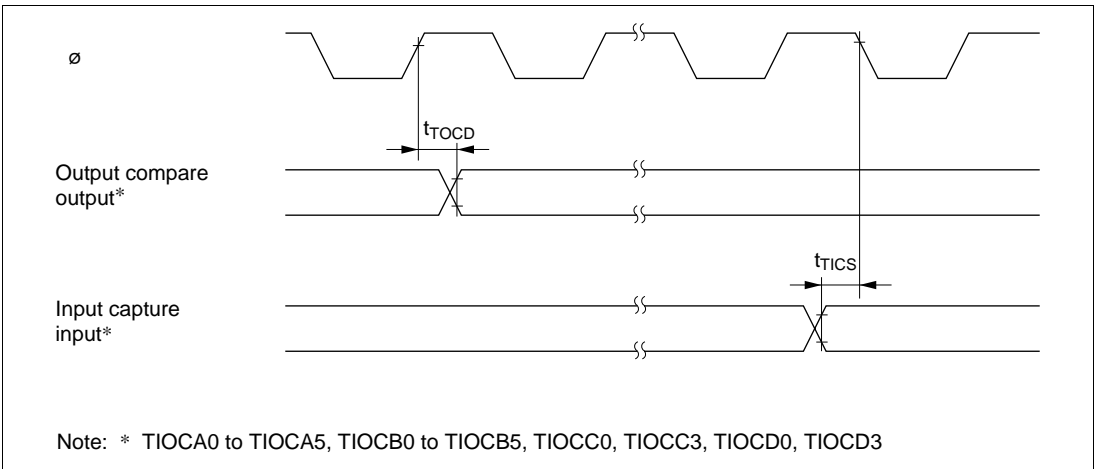 ø
tTOCD
Output compare
output*
tTICS
Input capture
input*
Note: * TIOCA0 to TIOCA5, TIOCB0 to TIOCB5, TIOCC0, TIOCC3, TIOCD0, TIOCD3